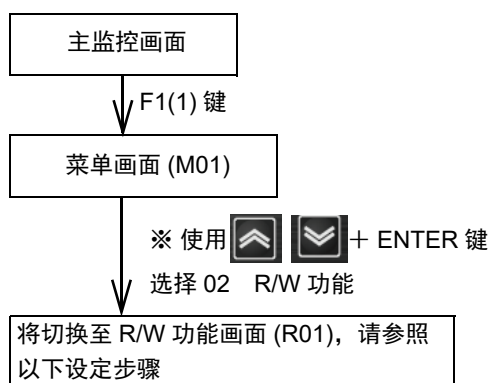 主监控画面
F1(1) 键
菜单画面 (M01)
※ 使用 ＋ ENTER 键
选择 02　R/W 功能
将切换至 R/W 功能画面 (R01)，请参照
以下设定步骤